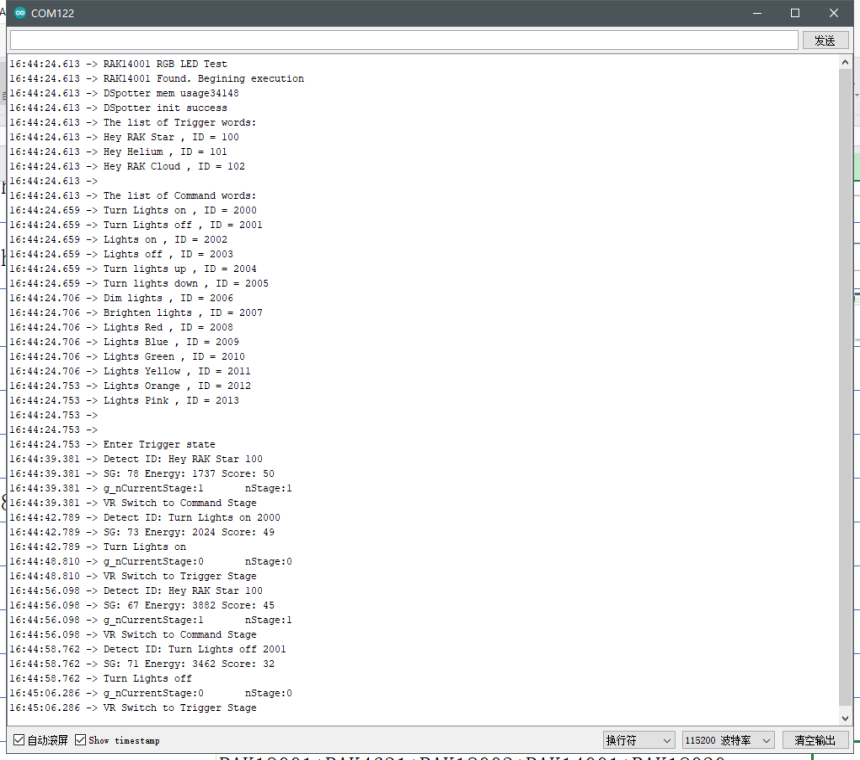 COM122
发送
16:44:24.613 -> RAK14001 RGB LED Test
16:44:24.613 -> RAK14001 Found. Begining execution
16:44:24.613 -> DSpotter mem usage34148
16:44:24.613 -> DSpotter init success
16:44:24.613 -> The list of Trigger words:
16:44:24.613 -> Hey RAK Star , ID = 100
16:44:24.613 -> Hey Helium , ID = 101
16:44:24.613 -> Hey RAK Cloud , ID = 102
16:44:24.613 ->
16:44:24.613 -> The list of Command words:
16:44:24.659 -> Turn Lights on , ID = 2000
16:44:24.659 -> Turn Lights off , ID = 2001
16:44:24.659 -> Lights on , ID = 2002
16:44:24.659 -> Lights off , ID = 2003
16:44:24.659 -> Turn lights up , ID = 2004
16:44:24.659 -> Turn lights down , ID = 2005
16:44:24.706 -> Dim lights , ID = 2006
16:44:24.706 -> Brighten lights , ID = 2007
16:44:24.706 -> Lights Red , ID = 2008
16:44:24.706 -> Lights Blue , ID = 2009
16:44:24.706 -> Lights Green , ID = 2010
16:44:24.706 -> Lights Yellow , ID = 2011
16:44:24.753 -> Lights Orange , ID = 2012
16:44:24.753 -> Lights Pink , ID = 2013
16:44:24.753 ->
16:44:24.753 ->
16:44:24.753 -> Enter Trigger state
16:44:39.381 -> Detect ID: Hey RAK Star 100
16:44:39.381 -> SG: 78 Energy: 1737 Score: 50
16:44:39.381 -> g_nCurrentStage:1 nStage:1
16:44:39.381 -> VR Switch to Command Stage
16:44:42.789 -> Detect ID: Turn Lights on 2000
16:44:42.789 -> SG: 73 Energy: 2024 Score: 49
16:44:42.789 -> Turn Lights on
16:44:48.810 -> g_nCurrentStage:0 nStage:0
16:44:48.810 -> VR Switch to Trigger Stage
16:44:56.098 -> Detect ID: Hey RAK Star 100
16:44:56.098 -> SG: 67 Energy: 3882 Score: 45
16:44:56.098 -> g_nCurrentStage:1 nStage:1
16:44:56.098 -> VR Switch to Command Stage
16:44:58.762 -> Detect ID: Turn Lights off 2001
16:44:58.762 -> SG: 71 Energy: 3462 Score: 32
16:44:58.762 -> Turn Lights off
16:45:06.286 -> g_nCurrentStage:0 nStage:0
16:45:06.286 -> VR Switch to Trigger Stage
自动滚屏 Show timestamp 换行符 115200 波特率 清空输出